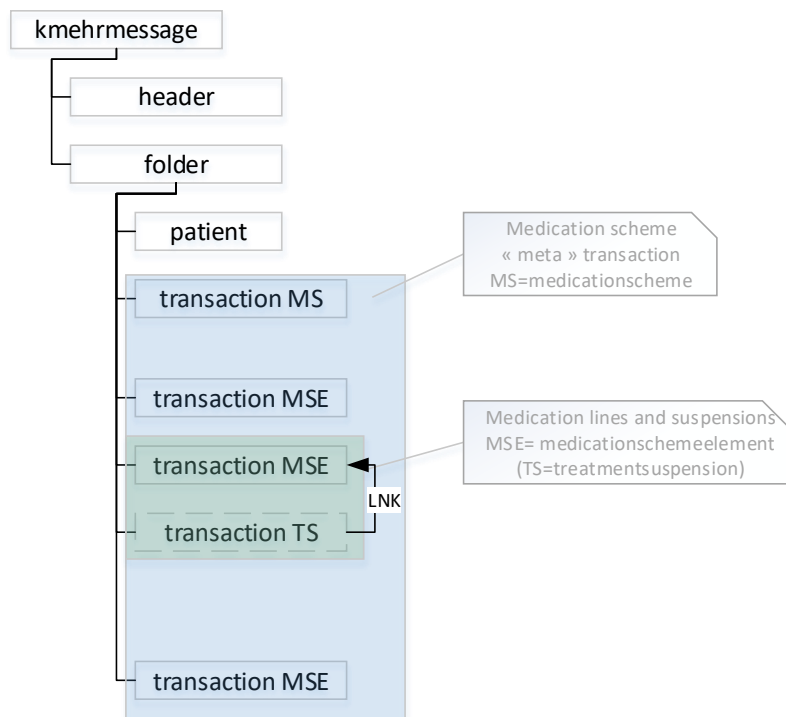 kmehrmessage
header
folder
patient
Medication scheme
« meta » transaction
MS=medicationscheme
transaction MS
transaction MSE
Medication lines and suspensions
MSE= medicationschemeelement
(TS=treatmentsuspension)
transaction MSE
LNK
transaction TS
transaction MSE